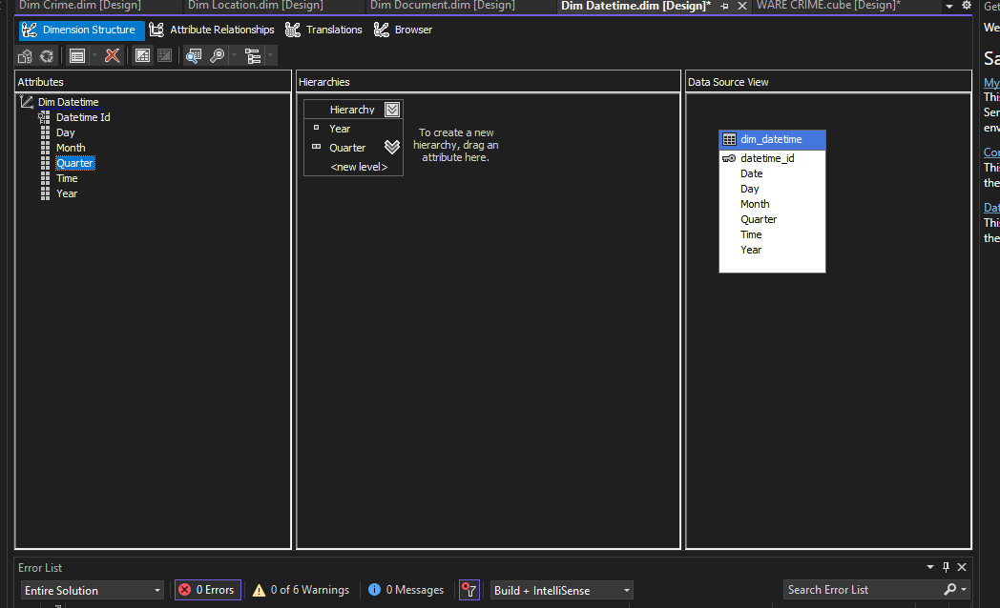 Dim Crime.dim [Design]
Dim Location.dim [Design]
Dim Document.dim [Design]
Dim Datetime.dim [Design]*
WARE CRIME.cube [Design]*
Get
Dimension Structure
Attribute Relationships
Translations
Browser
We
Sa
My
Thi
Ser
env
Cor
Thi
the
Dat
Thi
the
Attributes
Dim Datetime
Datetime Id
Day
Month
Quarter
Time
Year
Hierarchies
Hierarchy
Year
Quarter
<new level>
To create a new
hierarchy, drag an
attribute here.
Data Source View
dim_datetime
datetime_id
Date
Day
Month
Quarter
Time
Year
Error List
Entire Solution
0 Errors
0 of 6 Warnings
0 Messages
Build + IntelliSense
Search Error List